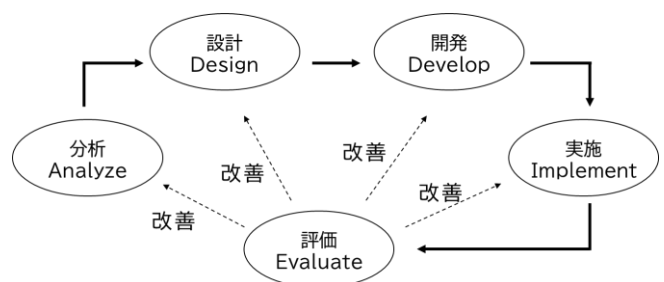 設計
Design
開発
Develop
分析
Analyze
実施
Implement
改善
改善
改善
改善
評価
Evaluate